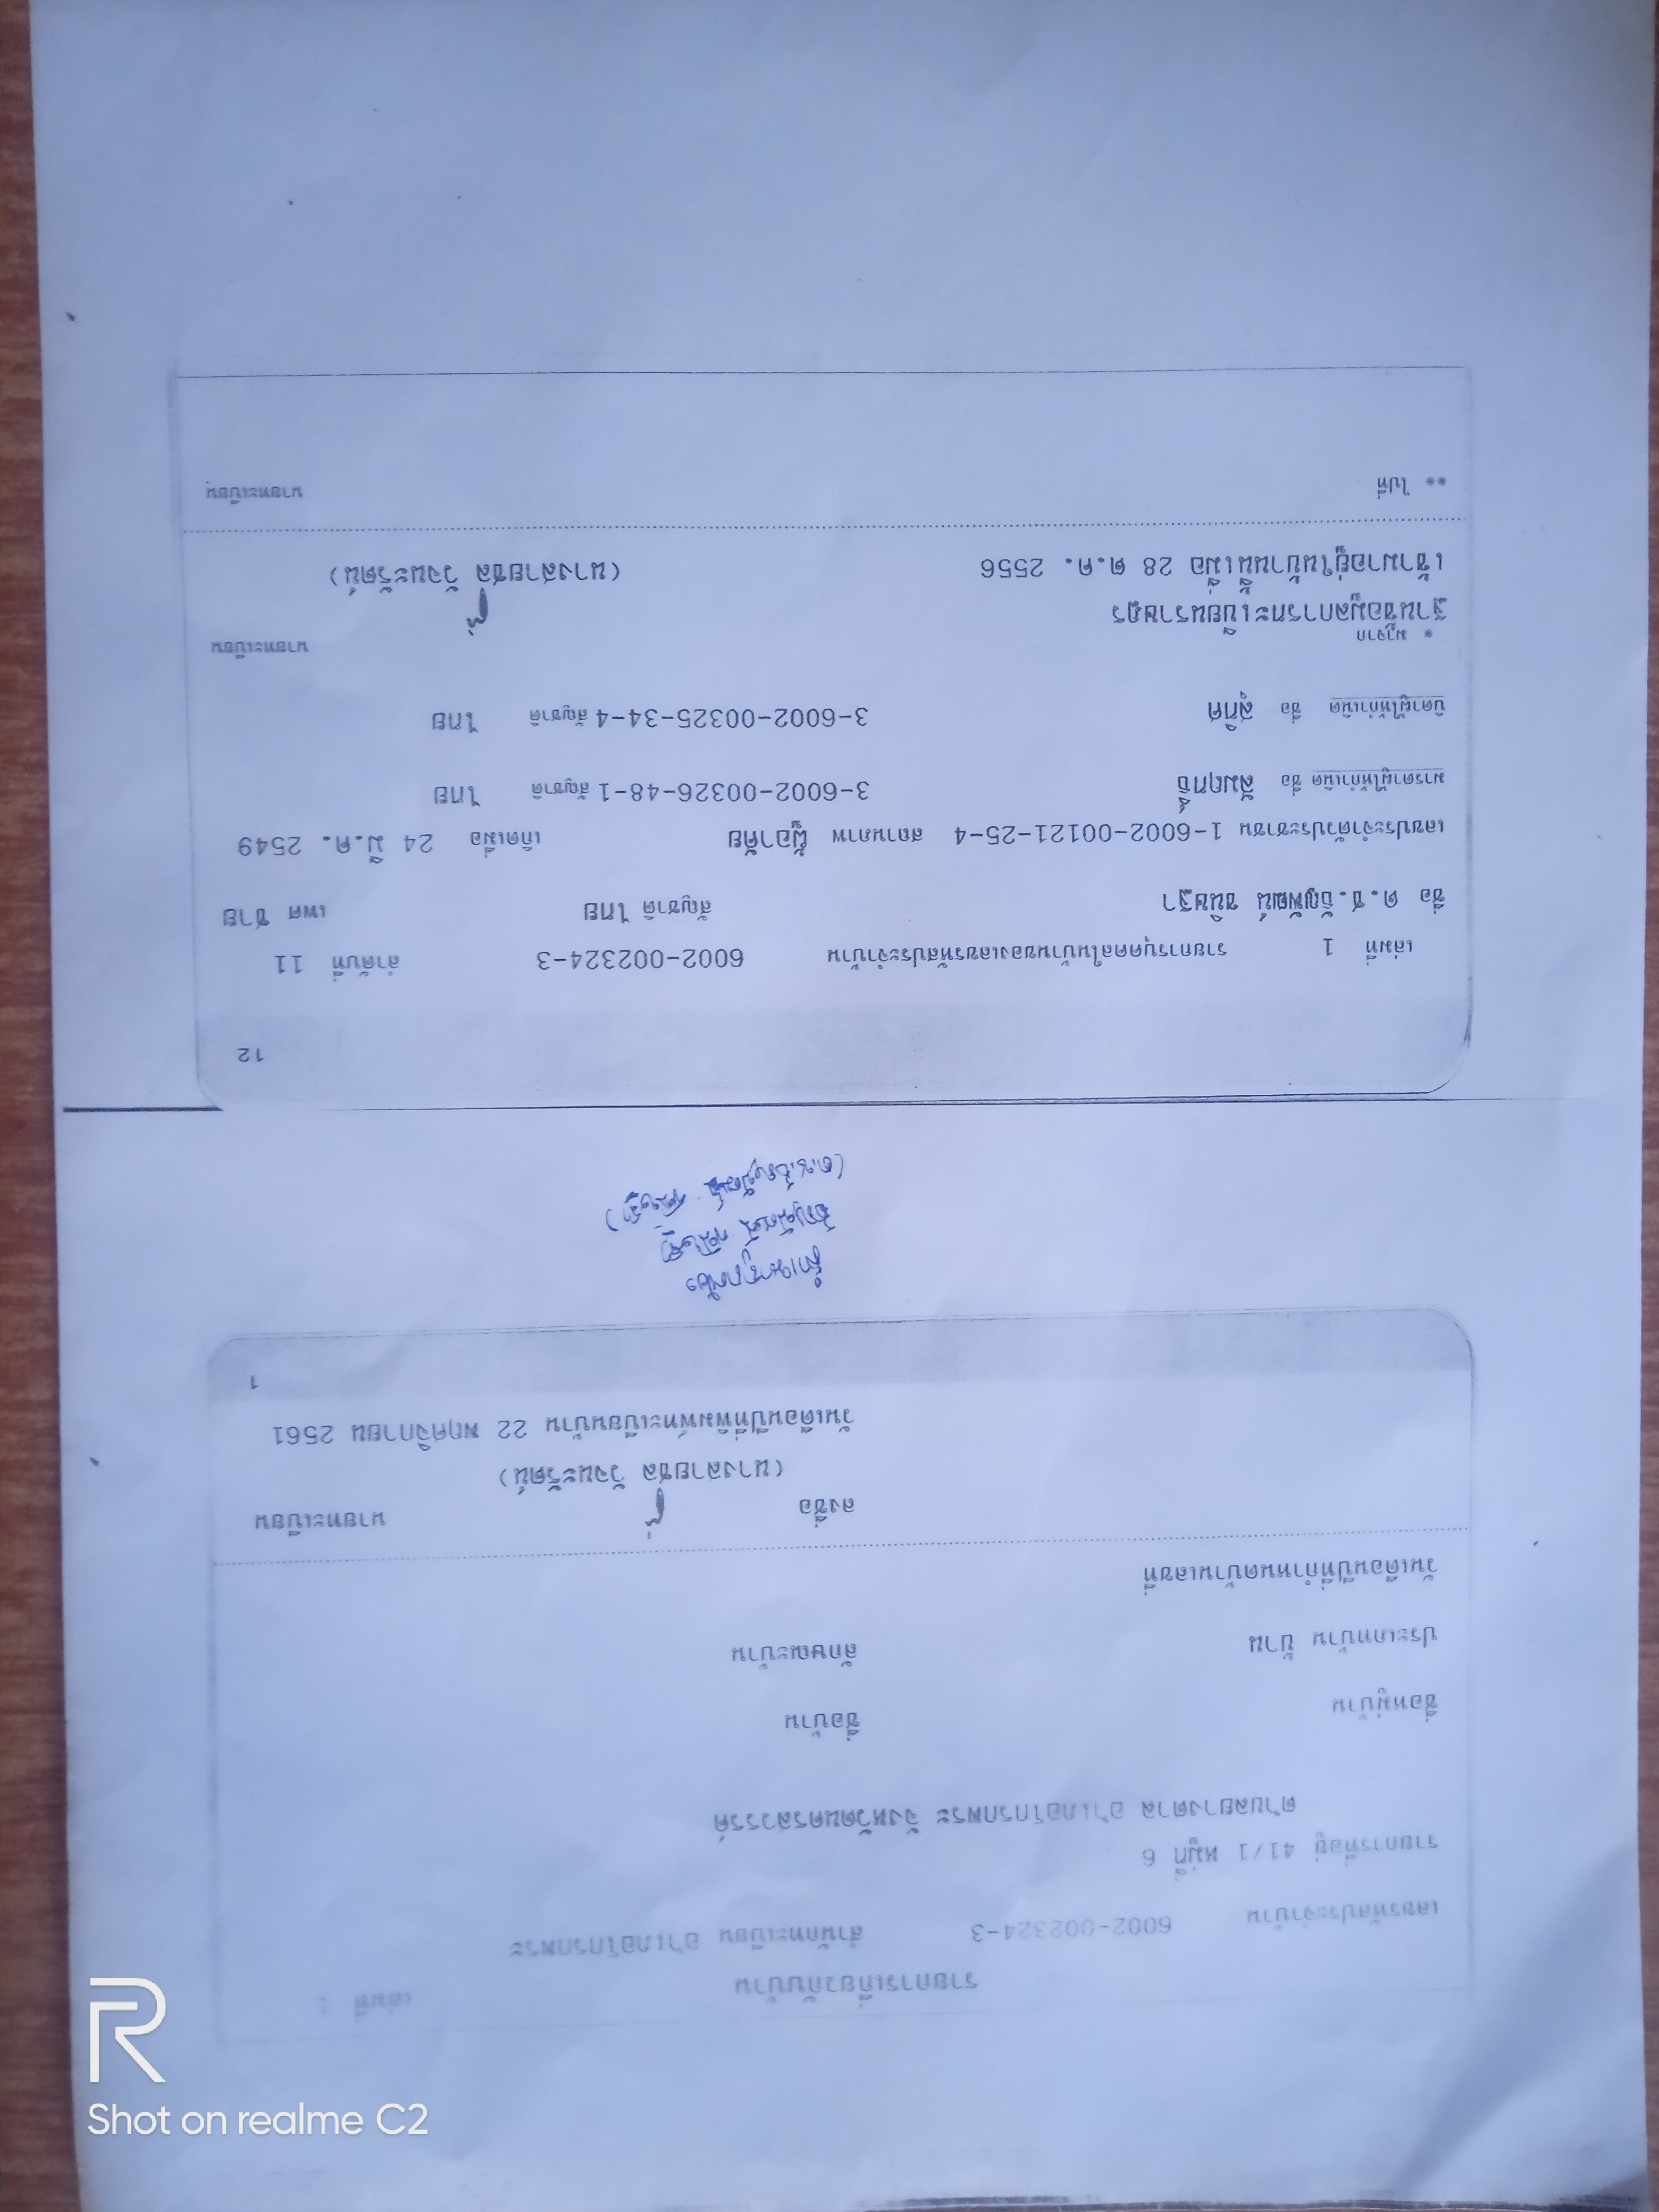 Shot on realme C2
R
เล่มที่ 1
รายการเกี่ยวกับบ้าน
เลขรหัสประจำบ้าน 6002-002324-3 สำนักทะเบียน อำเภอโกรกพระ
รายการที่อยู่ 41/1 หมู่ที่ 6
ตำบลยางตาล อำเภอโกรกพระ จังหวัดนครสวรรค์
ชื่อหมู่บ้าน ชื่อบ้าน
ประเภทบ้าน บ้าน ลักษณะบ้าน
วันเดือนปีที่กำหนดบ้านเลขที่
ลงชื่อ นายทะเบียน
(นางสายชล วัจนะรัตน์)
วันเดือนปีที่พิมพ์ทะเบียนบ้าน 22 พฤศจิกายน 2561
1
สำเนาถูกต้อง
ธัญพัฒน์ ขนิษฐา
ธัญพัฒน์ ขนิษฐา)
12
เล่มที่ 1 รายการบุคคลในบ้านของเลขรหัสประจำบ้าน 6002-002324-3 ลำดับที่ 11
ชื่อ ด.ช.ธัญพัฒน์ ขนิษฐา สัญชาติ ไทย เพศ ชาย
เลขประจำตัวประชาชน 1-6002-00121-25-4 สถานภาพ ผู้อาศัย เกิดเมื่อ 24 มี.ค. 2549
มารดาผู้ให้กำเนิด ชื่อ สัมฤทธิ์ 3-6002-00326-48-1 สัญชาติ ไทย
บิดาผู้ให้กำเนิด ชื่อ สุทิศ 3-6002-00325-34-4 สัญชาติ ไทย
* มาจาก นายทะเบียน
ฐานข้อมูลการทะเบียนราษฎร
เข้ามาอยู่ในบ้านนี้เมื่อ 28 ต.ค. 2556 (นางสายชล วัจนะรัตน์)
** ไปที่ นายทะเบียน